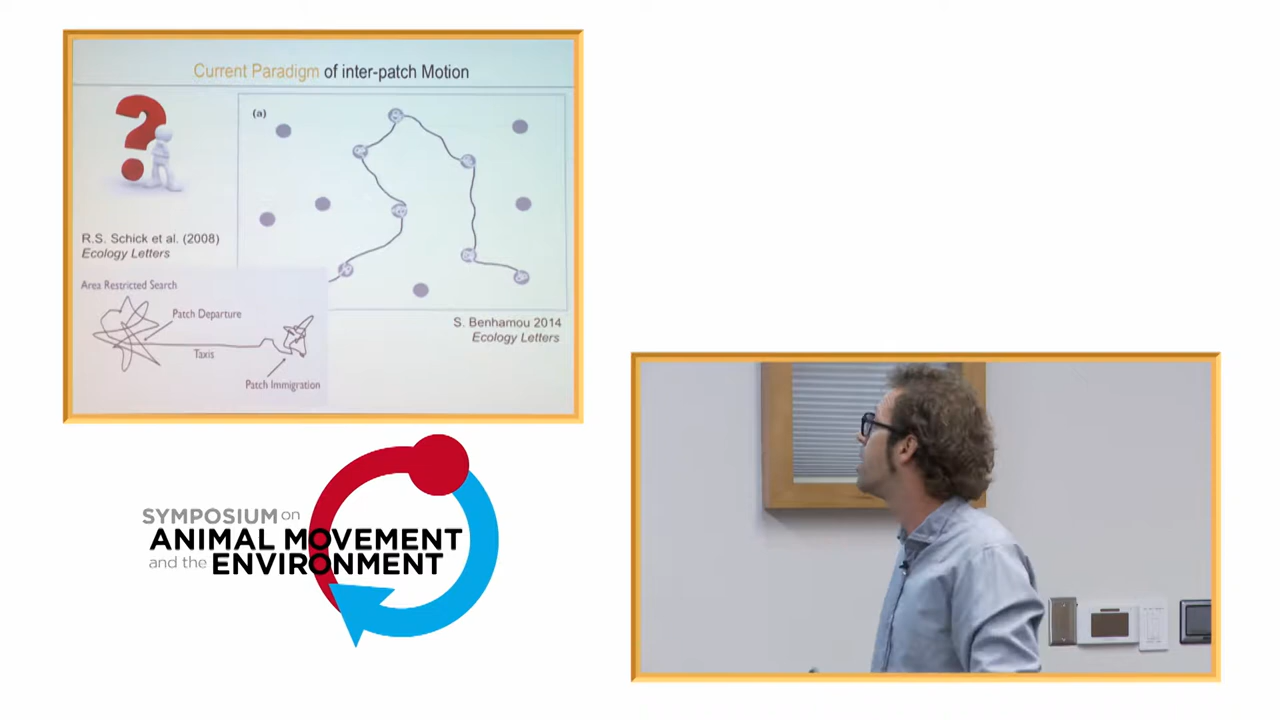 Current Paradigm of inter-patch Motion
(a)
R.S. Schick et al. (2008)
Ecology Letters
Area Restricted Search
Patch Departure
Taxis
Patch Immigration
S. Benhamou 2014
Ecology Letters
SYMPOSIUM on
ANIMAL MOVEMENT
and the ENVIRONMENT